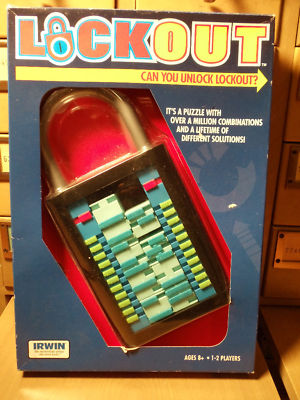 LOCKOUT™
CAN YOU UNLOCK LOCKOUT?
IT'S A PUZZLE WITH
OVER A MILLION COMBINATIONS
AND A LIFETIME OF
DIFFERENT SOLUTIONS!
IRWIN
AGES 8+ • 1-2 PLAYERS